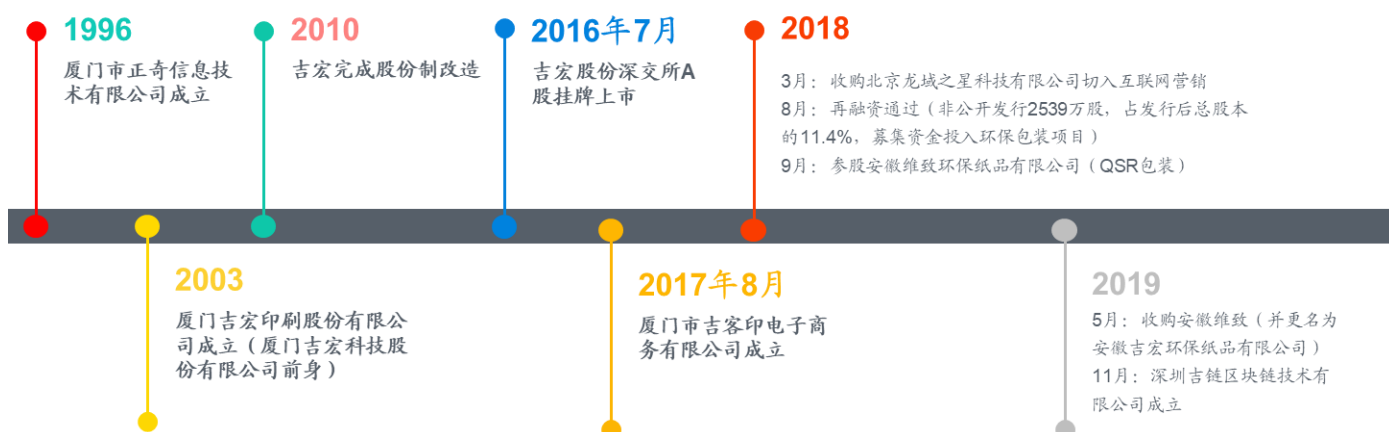 1996
厦门市正奇信息技
术有限公司成立
2003
厦门吉宏印刷股份有限公
司成立（厦门吉宏科技股
份有限公司前身）
2010
吉宏完成股份制改造
2016年7月
吉宏股份深交所A
股挂牌上市
2017年8月
厦门市吉客印电子商
务有限公司成立
2018
3月：收购北京龙域之星科技有限公司切入互联网营销
8月：再融资通过（非公开发行2539万股，占发行后总股本
的11.4%，募集资金投入环保包装项目）
9月：参股安徽维致环保纸品有限公司（QSR包装）
2019
5月：收购安徽维致（并更名为
安徽吉宏环保纸品有限公司）
11月：深圳吉链区块链技术有
限公司成立